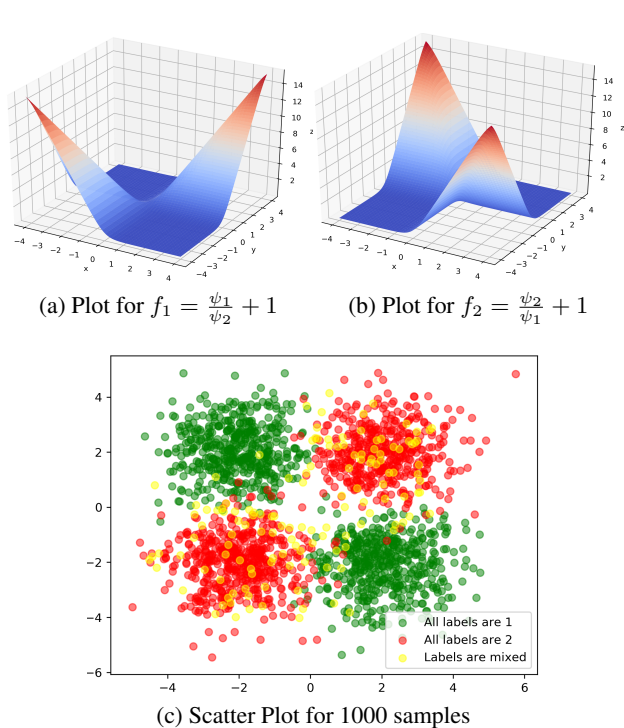 14
12
10
8
6
4
2
z
−4 −3 −2 −1 0 1 2 3 4
x
−4 −3 −2 −1 0 1 2 3 4
y
14
12
10
8
6
4
2
z
−4 −3 −2 −1 0 1 2 3 4
x
−4 −3 −2 −1 0 1 2 3 4
y
(a) Plot for f₁ = ψ₁/ψ₂ + 1
(b) Plot for f₂ = ψ₂/ψ₁ + 1
4
2
0
−2
−4
−6
All labels are 1
All labels are 2
Labels are mixed
−4 −2 0 2 4 6
(c) Scatter Plot for 1000 samples